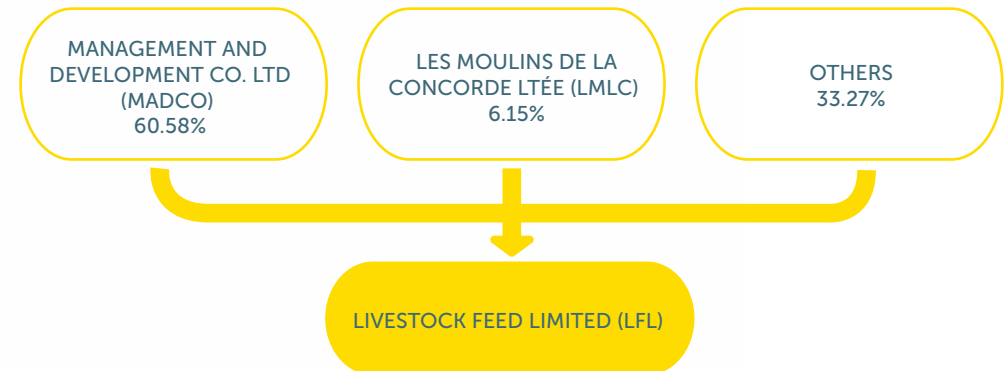 MANAGEMENT AND
DEVELOPMENT CO. LTD
(MADCO)
60.58%
LES MOULINS DE LA
CONCORDE LTÉE (LMLC)
6.15%
OTHERS
33.27%
LIVESTOCK FEED LIMITED (LFL)